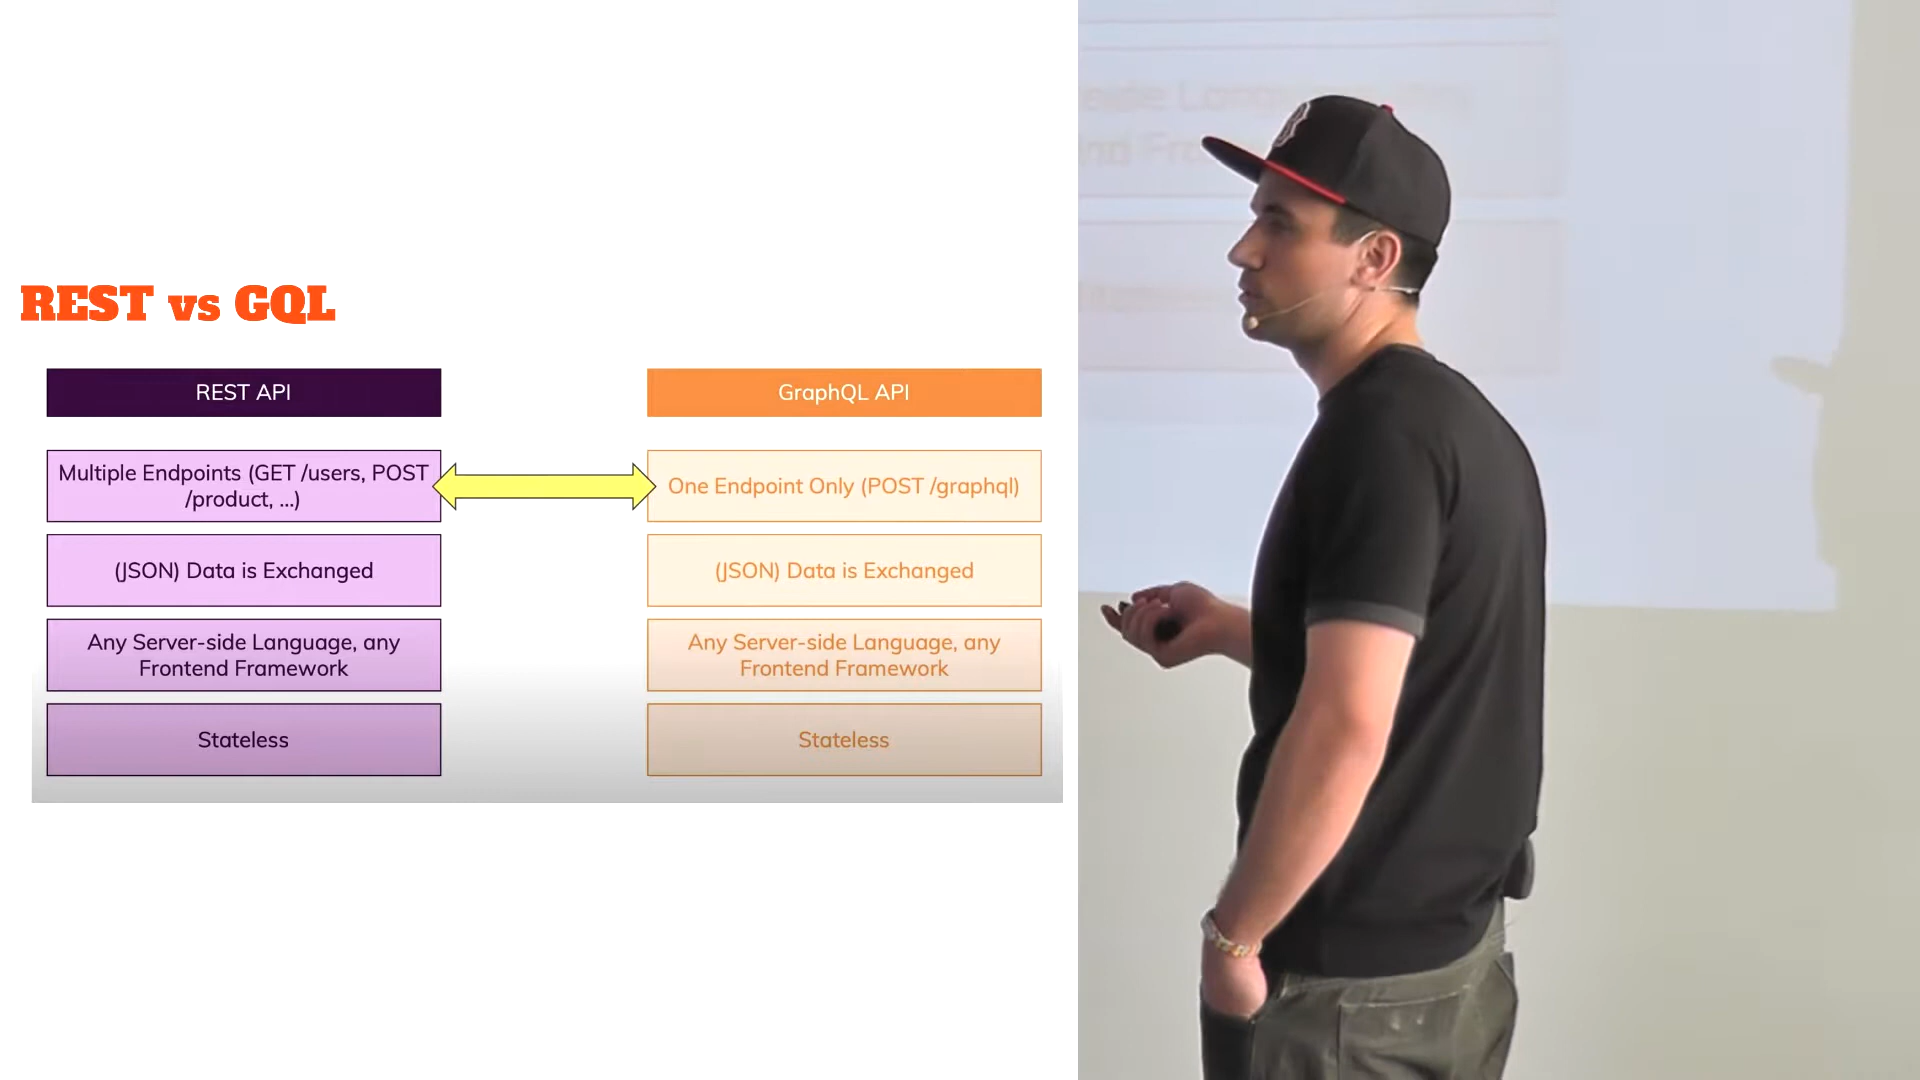 REST vs GQL
REST API
GraphQL API
Multiple Endpoints (GET /users, POST
/product, ...)
One Endpoint Only (POST /graphql)
(JSON) Data is Exchanged
(JSON) Data is Exchanged
Any Server-side Language, any
Frontend Framework
Any Server-side Language, any
Frontend Framework
Stateless
Stateless
B